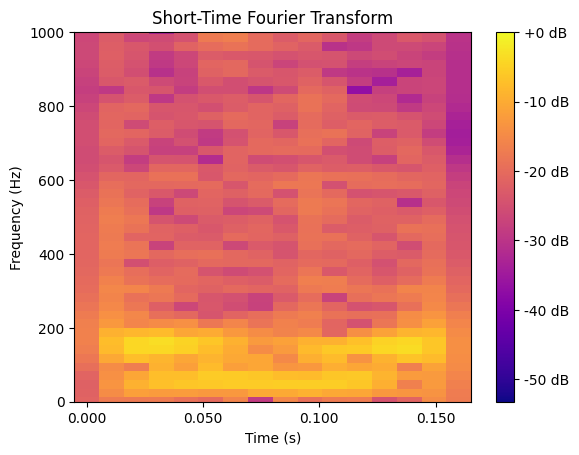 Short-Time Fourier Transform
1000
800
600
400
200
0
Frequency (Hz)
0.000
0.050
0.100
0.150
Time (s)
+0 dB
-10 dB
-20 dB
-30 dB
-40 dB
-50 dB